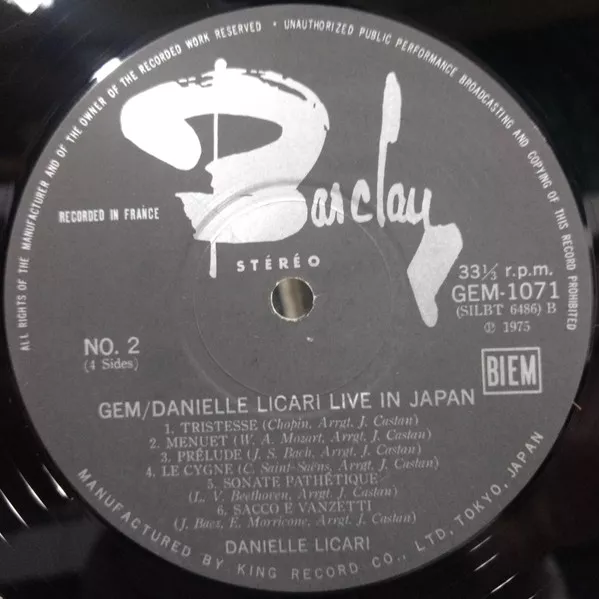 ALL RIGHTS OF THE MANUFACTURER AND OF THE OWNER OF THE RECORDED WORK RESERVED • UNAUTHORIZED PUBLIC PERFORMANCE BROADCASTING AND COPYING OF THIS RECORD PROHIBITED
Barclay
RECORDED IN FRANCE
STÉRÉO
33⅓ r.p.m.
GEM-1071
(SILBT 6486) B
℗ 1975
NO. 2
(4 Sides)
BIEM
GEM/DANIELLE LICARI LIVE IN JAPAN
1. TRISTESSE (Chopin, Arrgt. J. Castan)
2. MENUET (W. A. Mozart, Arrgt. J. Castan)
3. PRÉLUDE (J. S. Bach, Arrgt. J. Castan)
4. LE CYGNE (C. Saint-Saëns, Arrgt. J. Castan)
5. SONATE PATHÉTIQUE
(L. V. Beethoven, Arrgt. J. Castan)
6. SACCO E VANZETTI
(J. Baez, E. Morricone, Arrgt. J. Castan)
DANIELLE LICARI
MANUFACTURED BY KING RECORD CO., LTD, TOKYO, JAPAN